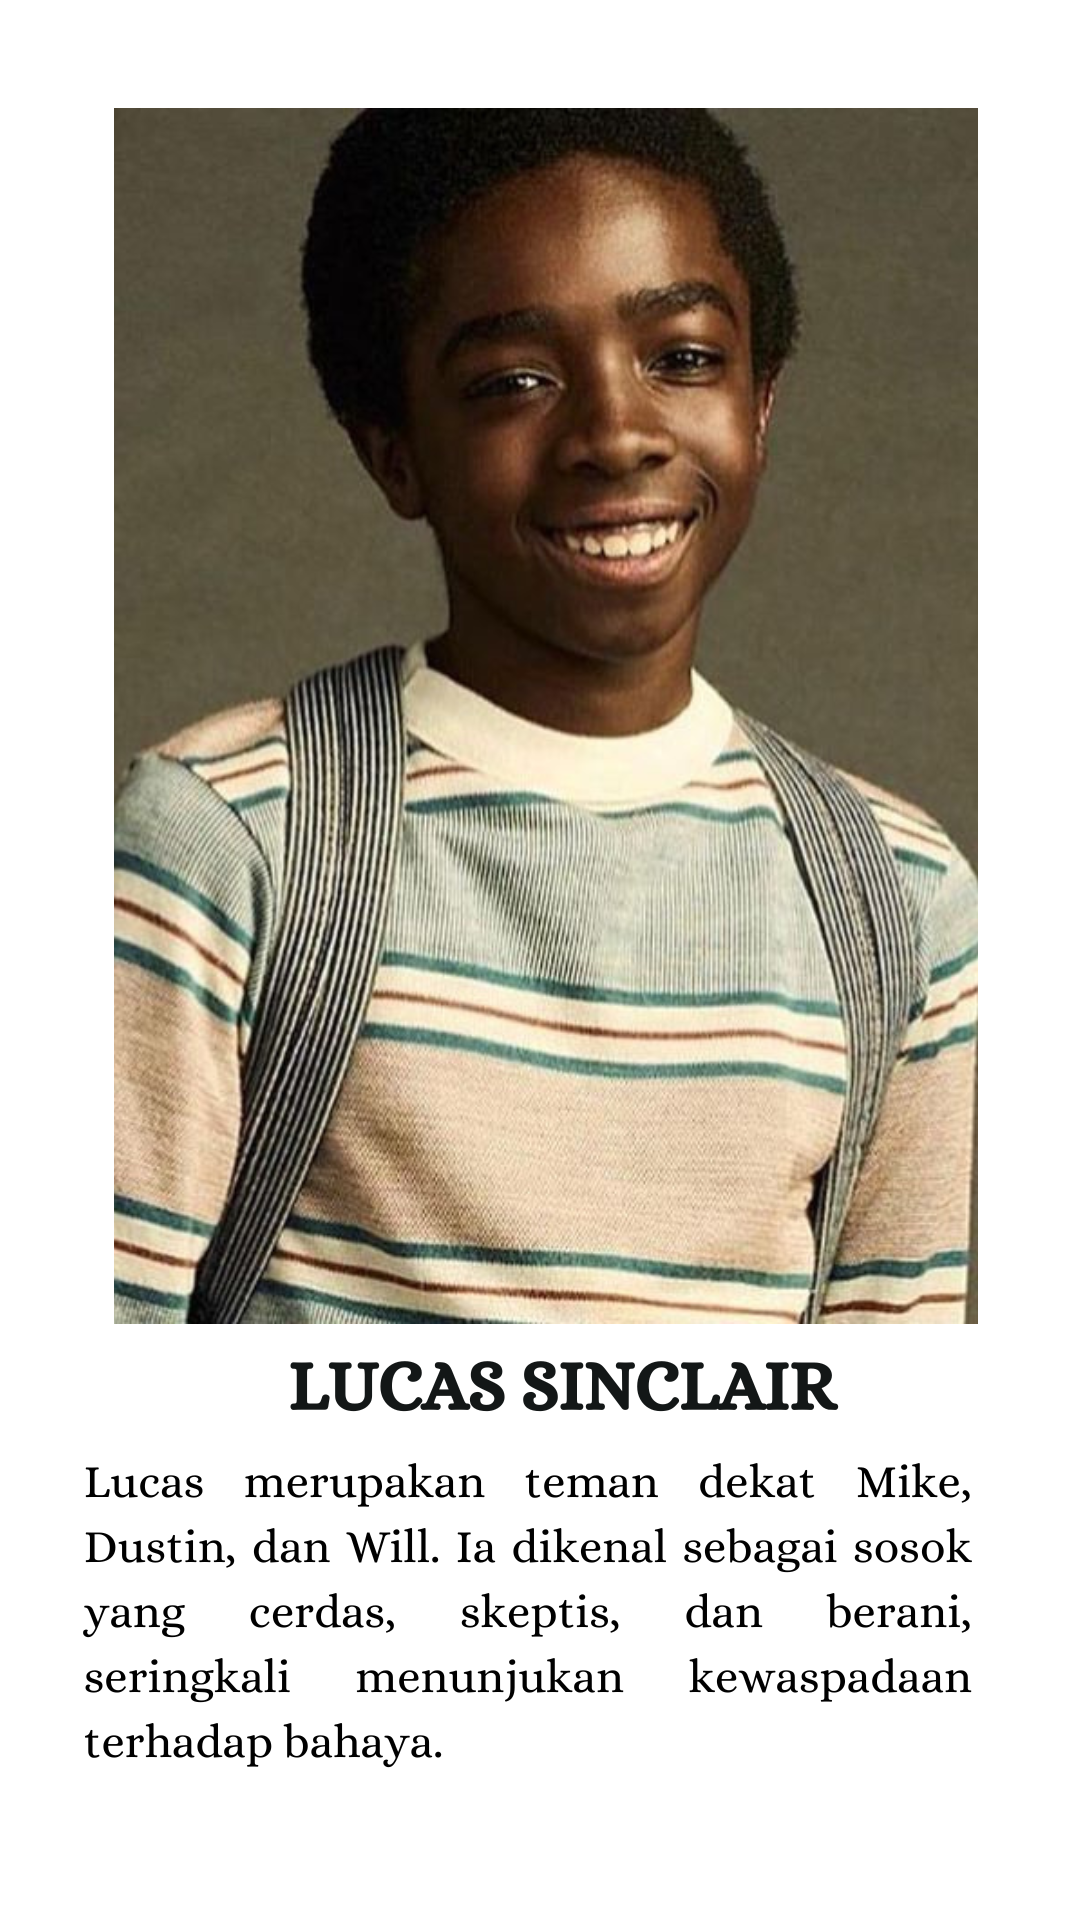 LUCAS SINCLAIR
Lucas merupakan teman dekat Mike,
Dustin, dan Will. Ia dikenal sebagai sosok
yang cerdas, skeptis, dan berani,
seringkali menunjukan kewaspadaan
terhadap bahaya.